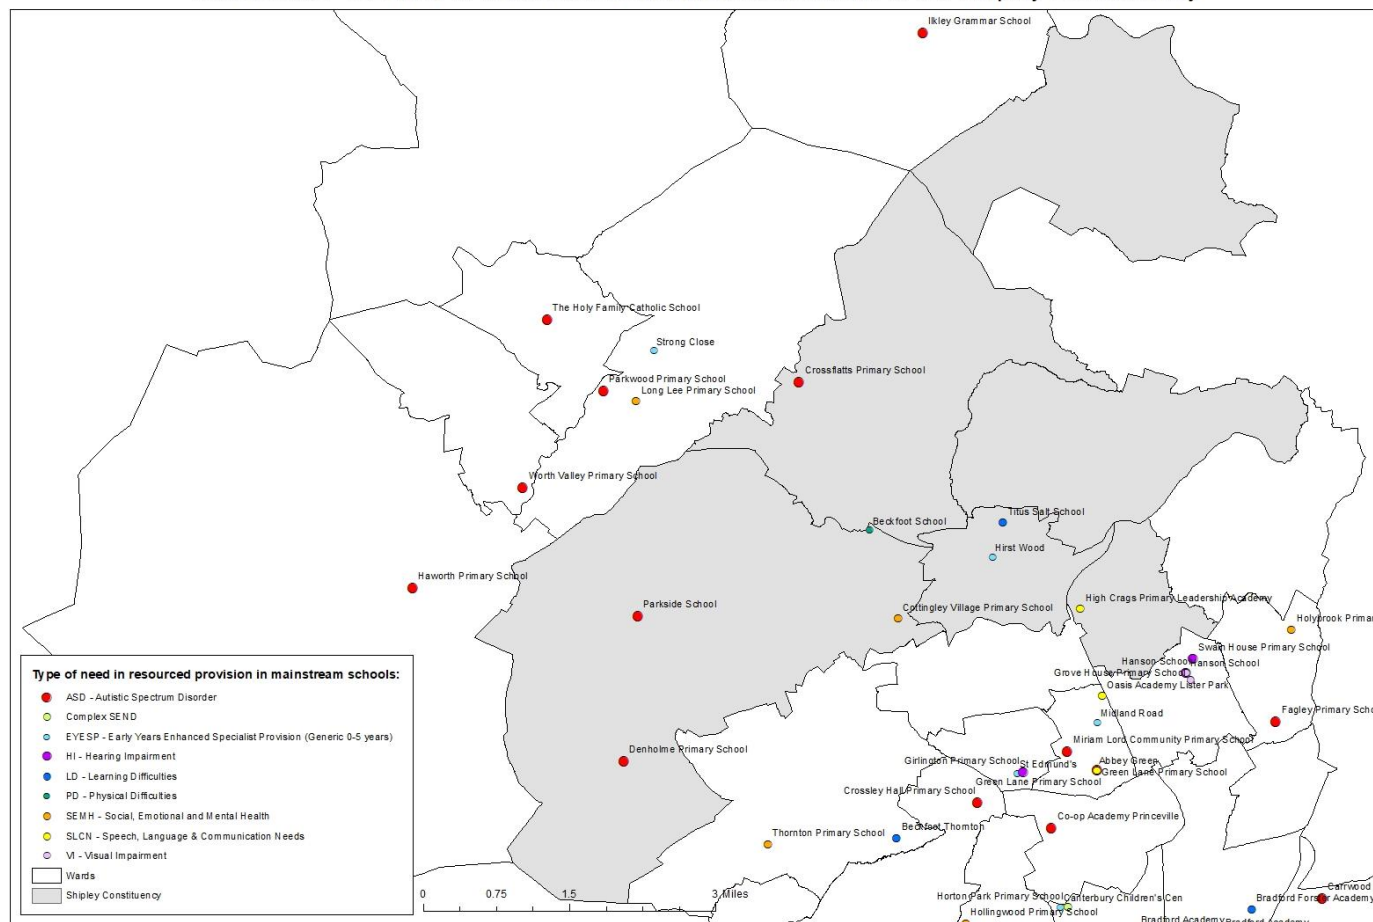 Ilkley Grammar School
The Holy Family Catholic School
Strong Close
Crossflatts Primary School
Parkwood Primary School
Long Lee Primary School
Worth Valley Primary School
Beckfoot School
Titus Salt School
Hirst Wood
Haworth Primary School
Parkside School
Cottingley Village Primary School
High Crags Primary Leadership Academy
Holybrook Primar
Swain House Primary School
Hanson School
Hanson School
Grove House Primary School
Oasis Academy Lister Park
Midland Road
Fagley Primary Scho
Miriam Lord Community Primary School
Denholme Primary School
Girlington Primary School
St Edmund's
Abbey Green
Green Lane Primary School
Green Lane Primary School
Crossley Hall Primary School
Co-op Academy Princeville
Thornton Primary School
Beckfoot Thornton
Horton Park Primary School
Canterbury Children's Cen
Hollingwood Primary School
Carrwood
Bradford Forster Academy
Bradford Academy
Bradford Academy
Type of need in resourced provision in mainstream schools:
ASD - Autistic Spectrum Disorder
Complex SEND
EYESP - Early Years Enhanced Specialist Provision (Generic 0-5 years)
HI - Hearing Impairment
LD - Learning Difficulties
PD - Physical Difficulties
SEMH - Social, Emotional and Mental Health
SLCN - Speech, Language & Communication Needs
VI - Visual Impairment
Wards
Shipley Constituency
0 0.75 1.5 3 Miles